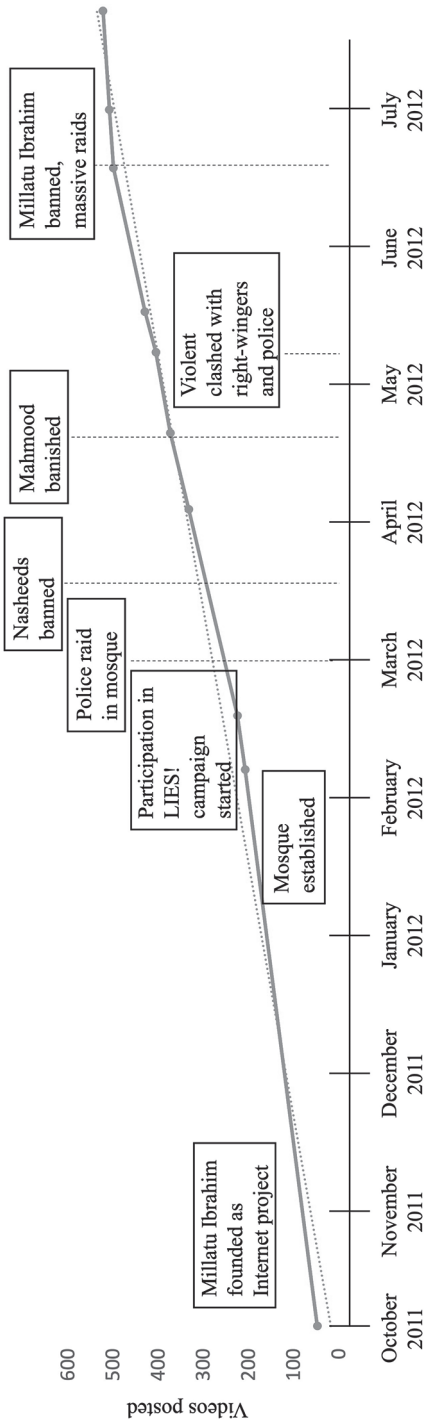 Videos posted
600
500
400
300
200
100
0
Millatu Ibrahim
founded as
Internet project
Mosque
established
Participation in
LIES!
campaign
started
Police raid
in mosque
Nasheeds
banned
Mahmood
banished
Violent
clashed with
right-wingers
and police
Millatu Ibrahim
banned,
massive raids
October
2011
November
2011
December
2011
January
2012
February
2012
March
2012
April
2012
May
2012
June
2012
July
2012